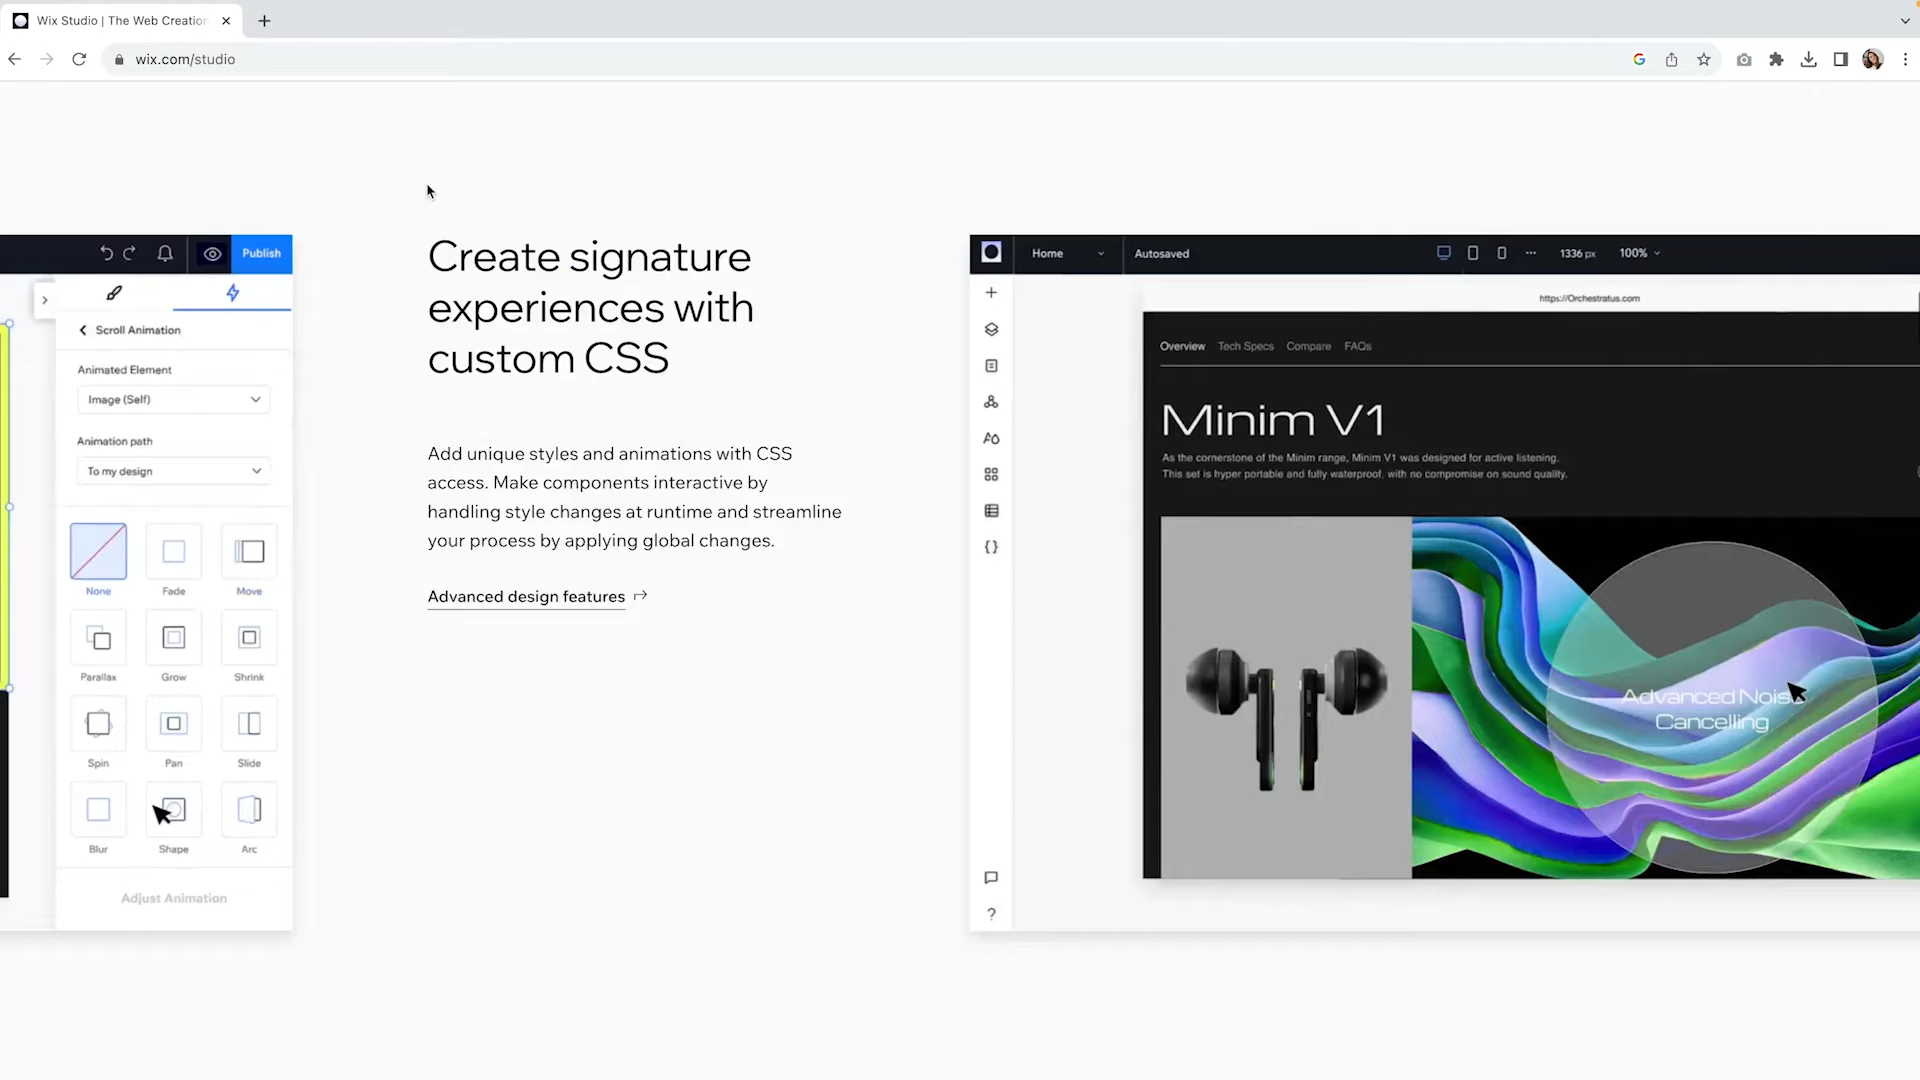 Wix Studio | The Web Creation
wix.com/studio
Publish
Scroll Animation
Animated Element
Image (Self)
Animation path
To my design
None
Fade
Move
Parallax
Grow
Shrink
Spin
Pan
Slide
Blur
Shape
Arc
Adjust Animation
Create signature
experiences with
custom CSS
Add unique styles and animations with CSS
access. Make components interactive by
handling style changes at runtime and streamline
your process by applying global changes.
Advanced design features
Home
Autosaved
1336 px
100%
https://Orchestratus.com
Overview Tech Specs Compare FAQs
Minim V1
As the cornerstone of the Minim range, Minim V1 was designed for active listening.
This set is hyper portable and fully waterproof, with no compromise on sound quality.
Advanced Noise
Cancelling